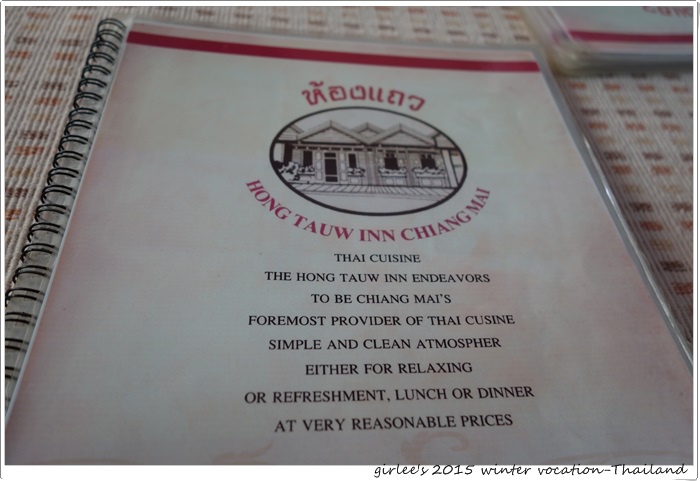 ห้องแถว
HONG TAUW INN CHIANG MAI
THAI CUISINE
THE HONG TAUW INN ENDEAVORS
TO BE CHIANG MAI'S
FOREMOST PROVIDER OF THAI CUSINE
SIMPLE AND CLEAN ATMOSPHER
EITHER FOR RELAXING
OR REFRESHMENT, LUNCH OR DINNER
AT VERY REASONABLE PRICES
girlee's 2015 winter vocation-Thailand